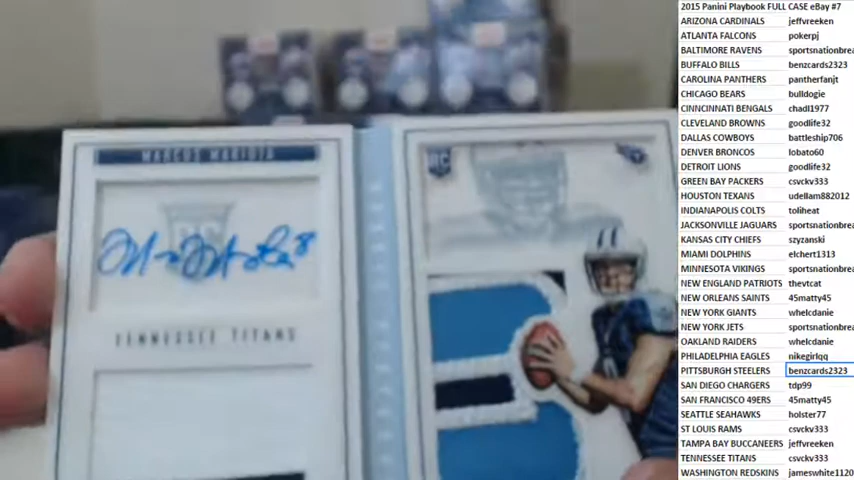 MARCUS MARIOTA
RC
TENNESSEE TITANS
RC
2015 Panini Playbook FULL CASE eBay #7
ARIZONA CARDINALS jeffvreeken
ATLANTA FALCONS pokerpj
BALTIMORE RAVENS sportsnationbrea
BUFFALO BILLS benzcards2323
CAROLINA PANTHERS pantherfanjt
CHICAGO BEARS bulldogie
CINNCINNATI BENGALS chadl1977
CLEVELAND BROWNS goodlife32
DALLAS COWBOYS battleship706
DENVER BRONCOS lobato60
DETROIT LIONS goodlife32
GREEN BAY PACKERS csvckv333
HOUSTON TEXANS udellam882012
INDIANAPOLIS COLTS toliheat
JACKSONVILLE JAGUARS sportsnationbrea
KANSAS CITY CHIEFS szyzanski
MIAMI DOLPHINS elchert1313
MINNESOTA VIKINGS sportsnationbrea
NEW ENGLAND PATRIOTS thevtcat
NEW ORLEANS SAINTS 45matty45
NEW YORK GIANTS whelcdanie
NEW YORK JETS sportsnationbrea
OAKLAND RAIDERS whelcdanie
PHILADELPHIA EAGLES nikegirlqq
PITTSBURGH STEELERS benzcards2323
SAN DIEGO CHARGERS tdp99
SAN FRANCISCO 49ERS 45matty45
SEATTLE SEAHAWKS holster77
ST LOUIS RAMS csvckv333
TAMPA BAY BUCCANEERS jeffvreeken
TENNESSEE TITANS csvckv333
WASHINGTON REDSKINS jameswhite1120